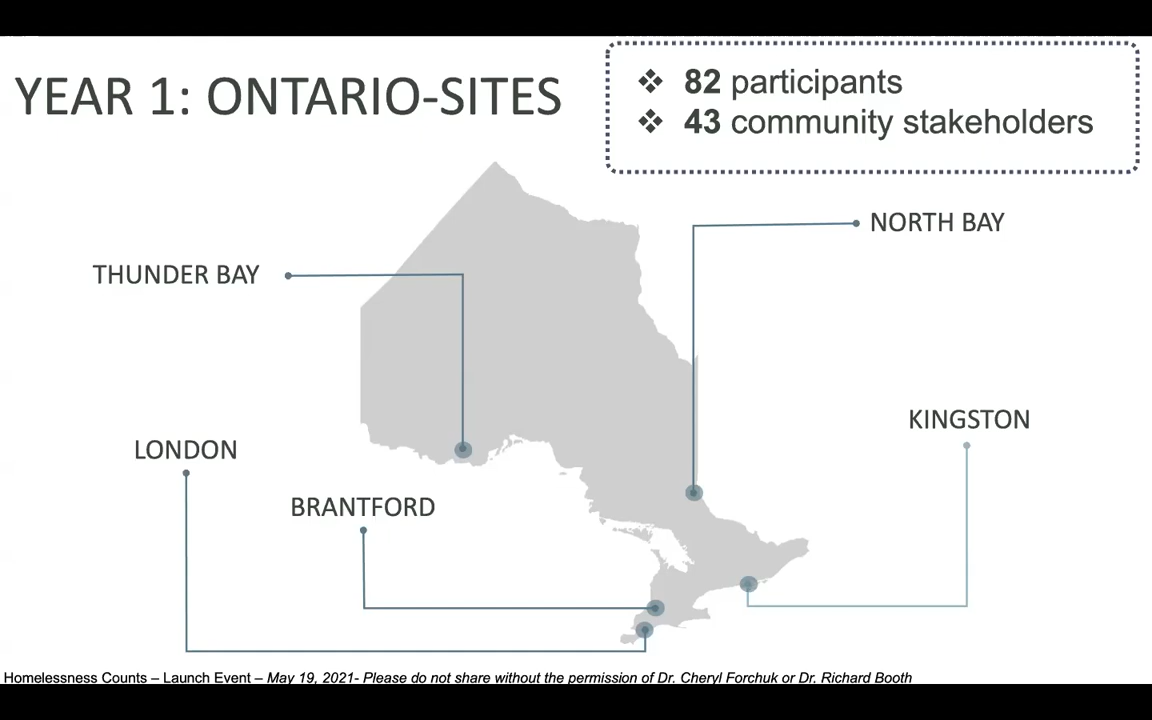 YEAR 1: ONTARIO-SITES
❖ 82 participants
❖ 43 community stakeholders
NORTH BAY
THUNDER BAY
KINGSTON
LONDON
BRANTFORD
Homelessness Counts – Launch Event – May 19, 2021- Please do not share without the permission of Dr. Cheryl Forchuk or Dr. Richard Booth